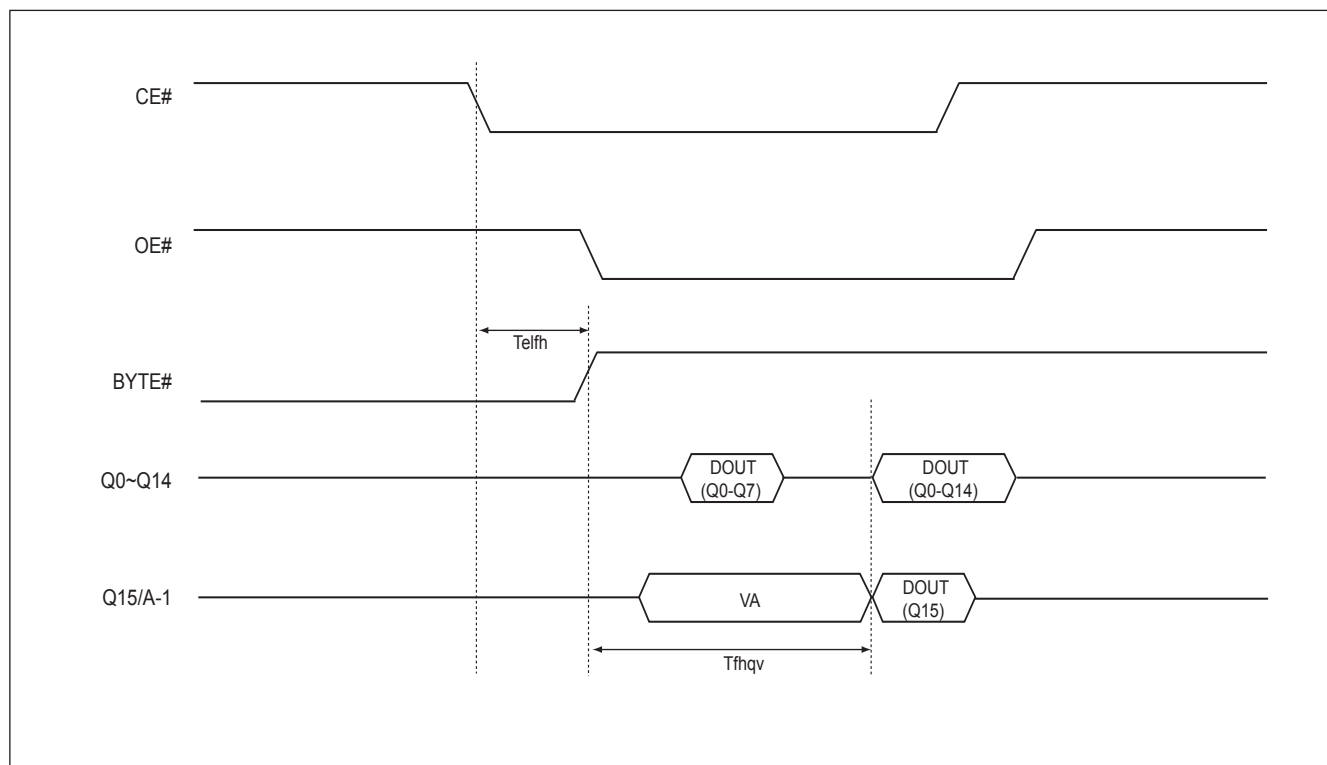 CE#
OE#
Telfh
BYTE#
Q0~Q14
DOUT
(Q0-Q7)
DOUT
(Q0-Q14)
Q15/A-1
VA
DOUT
(Q15)
Tfhqv